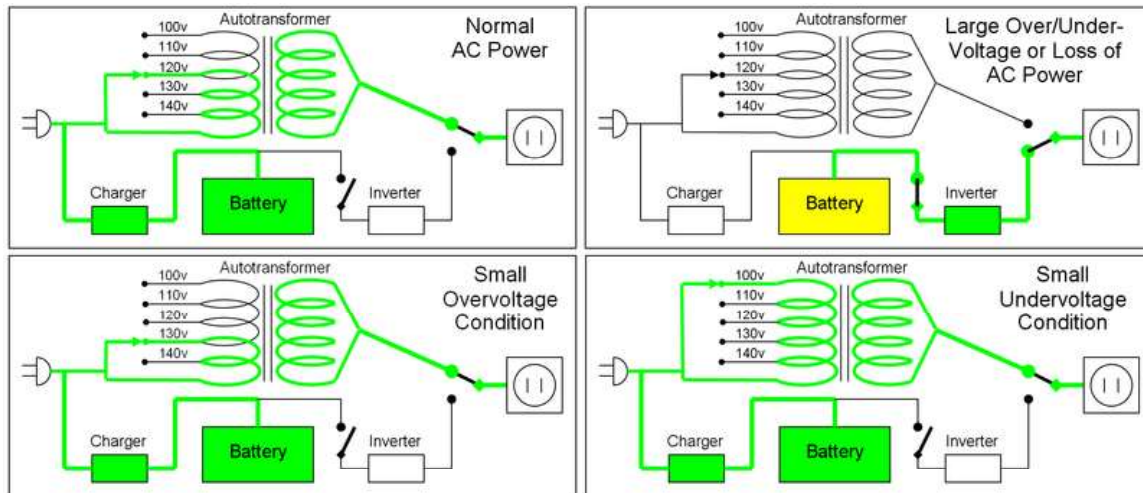 Autotransformer
Normal
AC Power
100v
110v
120v
130v
140v
Charger
Battery
Inverter
Autotransformer
Large Over/Under-
Voltage or Loss of
AC Power
100v
110v
120v
130v
140v
Charger
Battery
Inverter
Autotransformer
Small
Overvoltage
Condition
100v
110v
120v
130v
140v
Charger
Battery
Inverter
Autotransformer
Small
Undervoltage
Condition
100v
110v
120v
130v
140v
Charger
Battery
Inverter